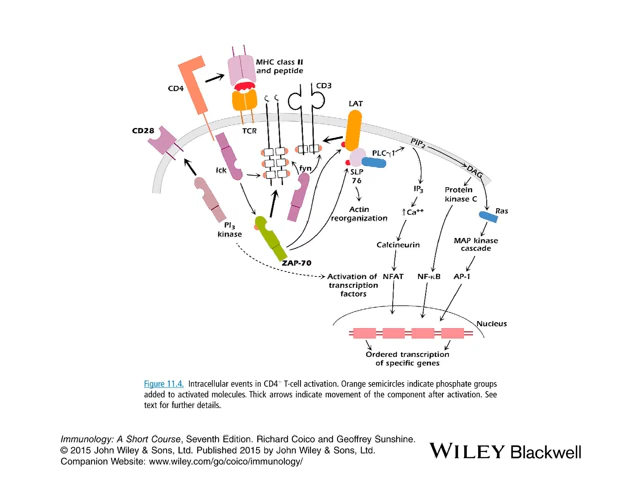 MHC class II
and peptide
CD4
CD3
ζ ζ
LAT
CD28
TCR
PIP₂
PLC-γ1
DAG
lck
fyn
SLP
76
IP₃
Protein
kinase C
PI₃
kinase
Actin
reorganization
↑Ca⁺⁺
Ras
Calcineurin
MAP kinase
cascade
ZAP-70
Activation of
transcription
factors
NFAT
NF-κB
AP-1
Nucleus
Ordered transcription
of specific genes
Figure 11.4. Intracellular events in CD4⁺ T-cell activation. Orange semicircles indicate phosphate groups
added to activated molecules. Thick arrows indicate movement of the component after activation. See
text for further details.
Immunology: A Short Course, Seventh Edition. Richard Coico and Geoffrey Sunshine.
© 2015 John Wiley & Sons, Ltd. Published 2015 by John Wiley & Sons, Ltd.
Companion Website: www.wiley.com/go/coico/immunology/
WILEY Blackwell